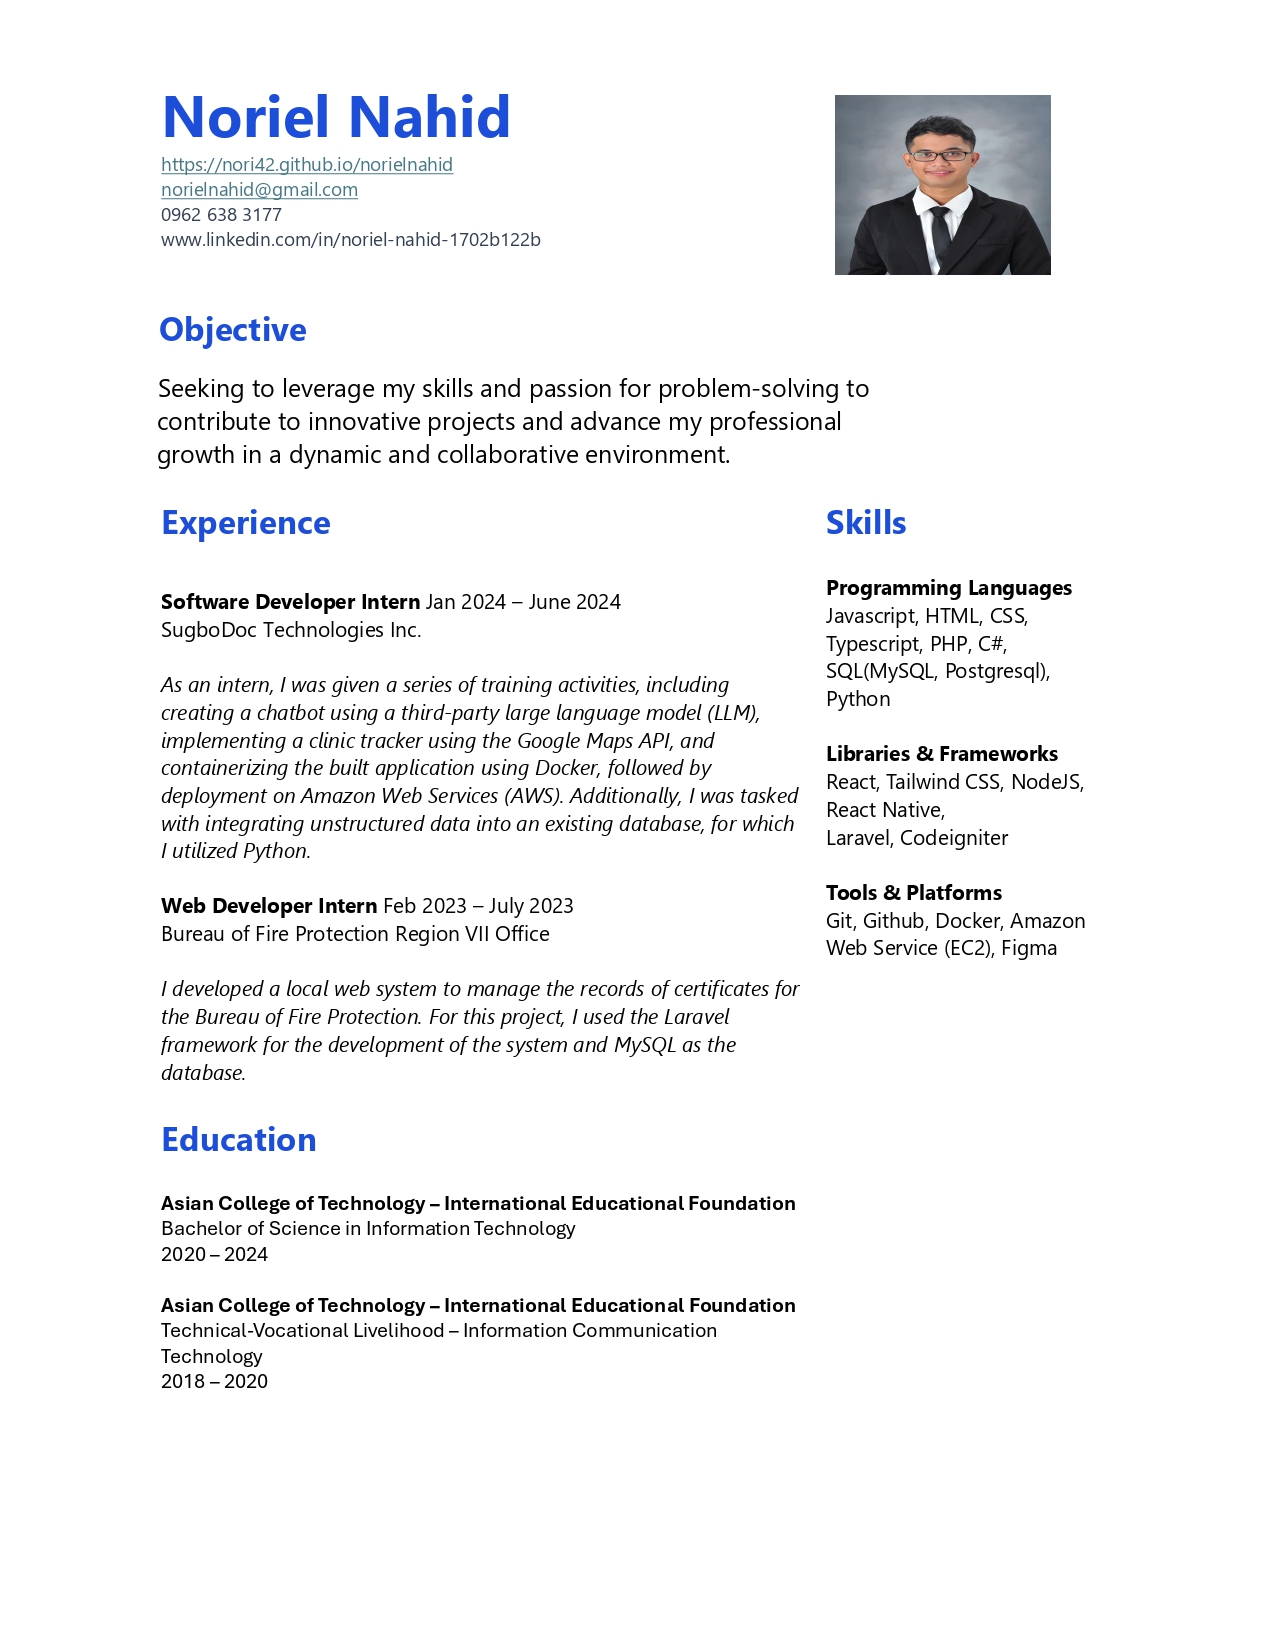 Noriel Nahid
https://nori42.github.io/norielnahid
norielnahid@gmail.com
0962 638 3177
www.linkedin.com/in/noriel-nahid-1702b122b
Objective
Seeking to leverage my skills and passion for problem-solving to
contribute to innovative projects and advance my professional
growth in a dynamic and collaborative environment.
Experience
Software Developer Intern Jan 2024 – June 2024
SugboDoc Technologies Inc.
As an intern, I was given a series of training activities, including
creating a chatbot using a third-party large language model (LLM),
implementing a clinic tracker using the Google Maps API, and
containerizing the built application using Docker, followed by
deployment on Amazon Web Services (AWS). Additionally, I was tasked
with integrating unstructured data into an existing database, for which
I utilized Python.
Web Developer Intern Feb 2023 – July 2023
Bureau of Fire Protection Region VII Office
I developed a local web system to manage the records of certificates for
the Bureau of Fire Protection. For this project, I used the Laravel
framework for the development of the system and MySQL as the
database.
Education
Asian College of Technology – International Educational Foundation
Bachelor of Science in Information Technology
2020 – 2024
Asian College of Technology – International Educational Foundation
Technical-Vocational Livelihood – Information Communication
Technology
2018 – 2020
Skills
Programming Languages
Javascript, HTML, CSS,
Typescript, PHP, C#,
SQL(MySQL, Postgresql),
Python
Libraries & Frameworks
React, Tailwind CSS, NodeJS,
React Native,
Laravel, Codeigniter
Tools & Platforms
Git, Github, Docker, Amazon
Web Service (EC2), Figma